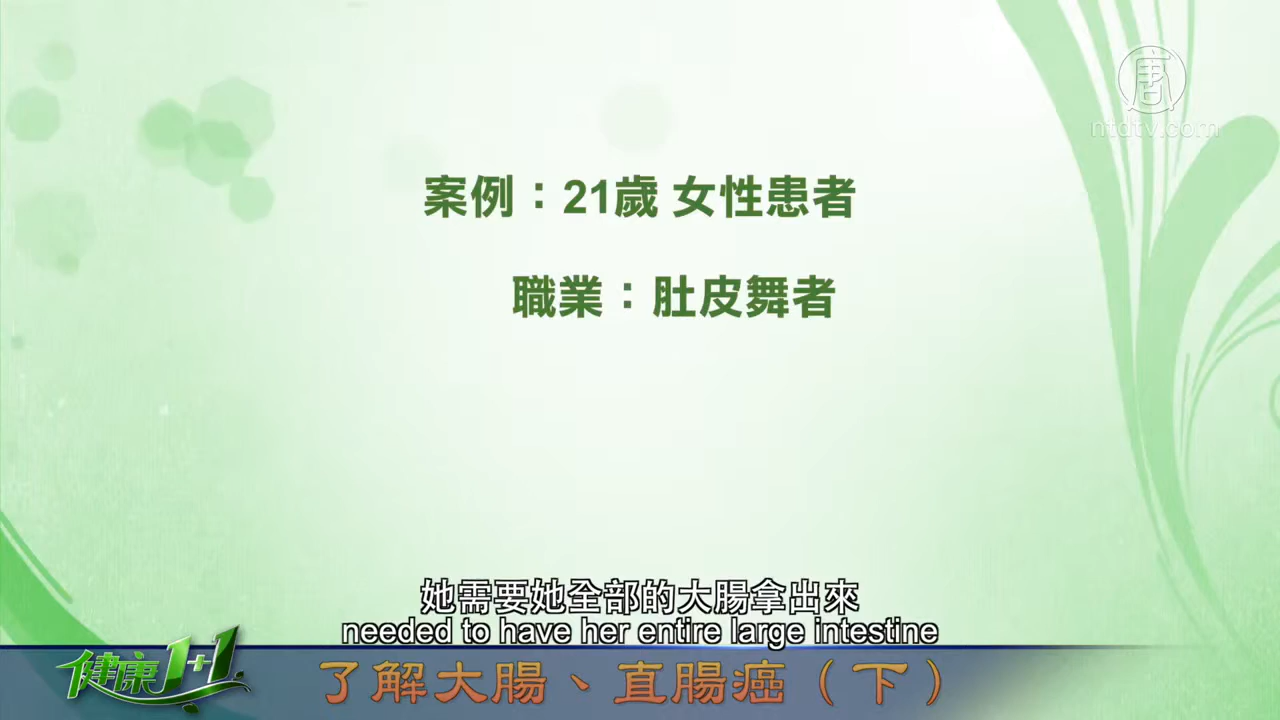 唐
ntdtv.com
案例：21歲 女性患者
職業：肚皮舞者
她需要她全部的大腸拿出來
needed to have her entire large intestine
健康1+1
了解大腸、直腸癌（下）